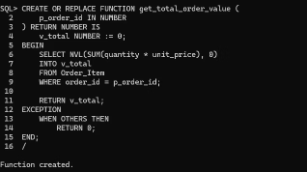 SQL> CREATE OR REPLACE FUNCTION get_total_order_value (
2 p_order_id IN NUMBER
3 ) RETURN NUMBER IS
4 v_total NUMBER := 0;
5 BEGIN
6 SELECT NVL(SUM(quantity * unit_price), 0)
7 INTO v_total
8 FROM Order_Item
9 WHERE order_id = p_order_id;
10
11 RETURN v_total;
12 EXCEPTION
13 WHEN OTHERS THEN
14 RETURN 0;
15 END;
16 /
Function created.